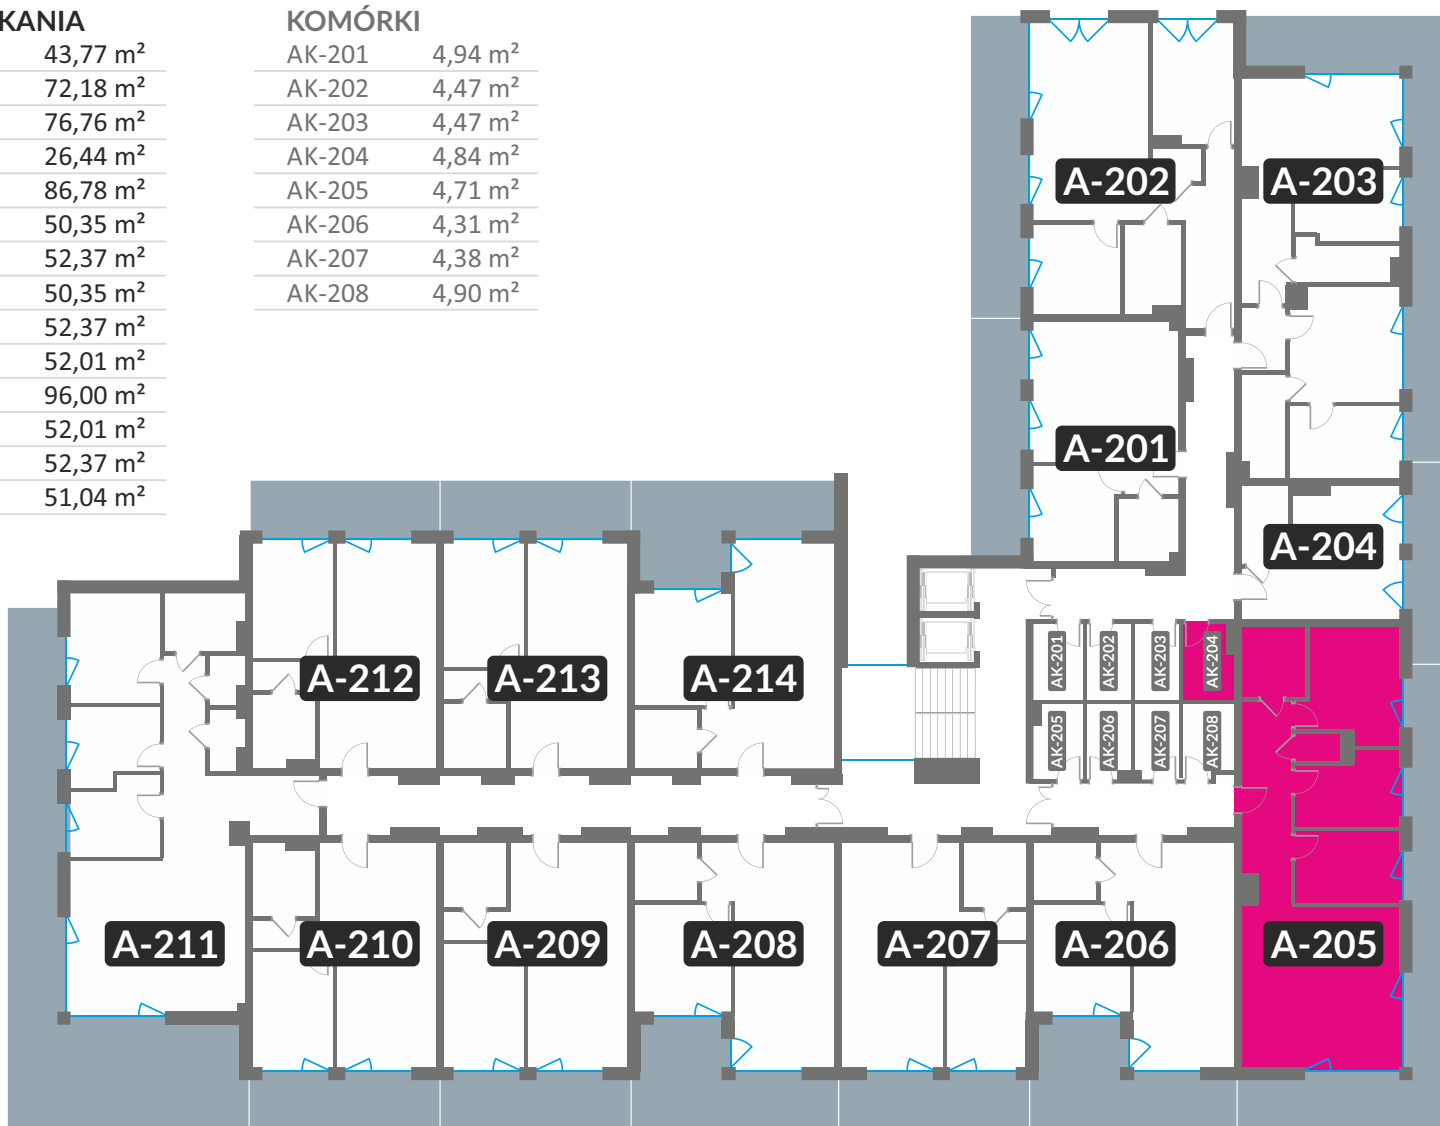 KANIA
43,77 m²
72,18 m²
76,76 m²
26,44 m²
86,78 m²
50,35 m²
52,37 m²
50,35 m²
52,37 m²
52,01 m²
96,00 m²
52,01 m²
52,37 m²
51,04 m²
KOMÓRKI
AK-201 4,94 m²
AK-202 4,47 m²
AK-203 4,47 m²
AK-204 4,84 m²
AK-205 4,71 m²
AK-206 4,31 m²
AK-207 4,38 m²
AK-208 4,90 m²
A-202
A-203
A-201
A-204
AK-201
AK-202
AK-203
AK-204
A-212
A-213
A-214
AK-205
AK-206
AK-207
AK-208
A-211
A-210
A-209
A-208
A-207
A-206
A-205